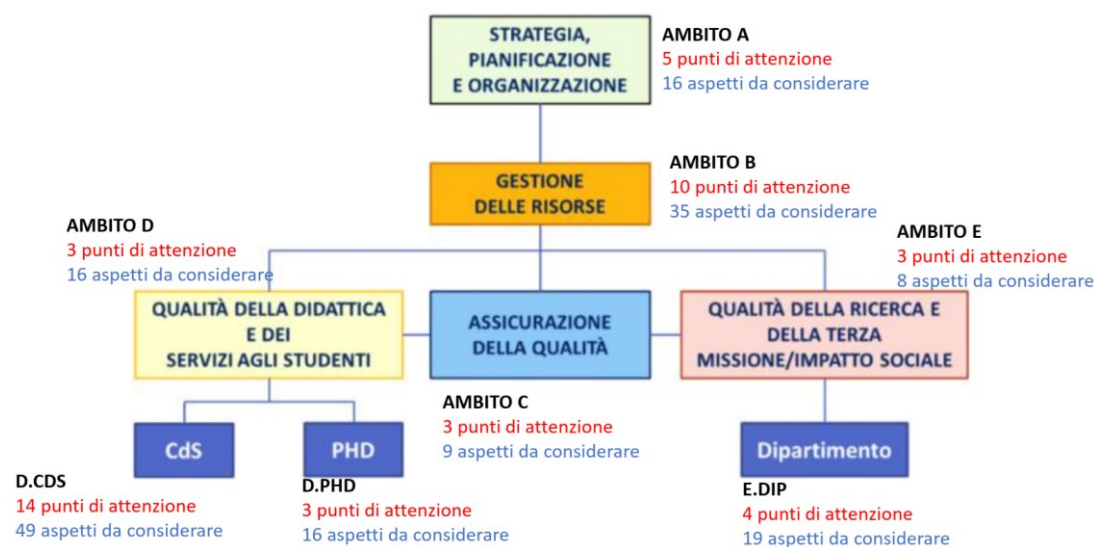 STRATEGIA,
PIANIFICAZIONE
E ORGANIZZAZIONE
AMBITO A
5 punti di attenzione
16 aspetti da considerare
GESTIONE
DELLE RISORSE
AMBITO B
10 punti di attenzione
35 aspetti da considerare
AMBITO D
3 punti di attenzione
16 aspetti da considerare
AMBITO E
3 punti di attenzione
8 aspetti da considerare
QUALITÀ DELLA DIDATTICA
E DEI
SERVIZI AGLI STUDENTI
ASSICURAZIONE
DELLA QUALITÀ
QUALITÀ DELLA RICERCA E
DELLA TERZA
MISSIONE/IMPATTO SOCIALE
AMBITO C
3 punti di attenzione
9 aspetti da considerare
CdS
PHD
Dipartimento
D.CDS
14 punti di attenzione
49 aspetti da considerare
D.PHD
3 punti di attenzione
16 aspetti da considerare
E.DIP
4 punti di attenzione
19 aspetti da considerare